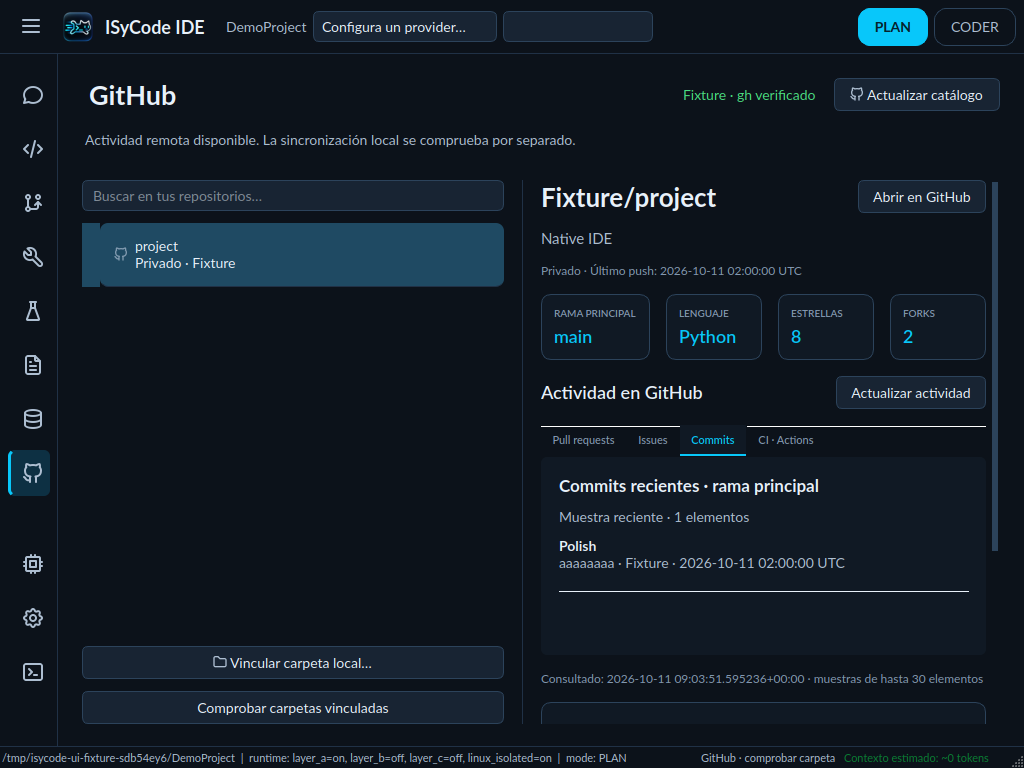 ISyCode IDE
DemoProject
Configura un provider...
PLAN
CODER
GitHub
Fixture · gh verificado
Actualizar catálogo
Actividad remota disponible. La sincronización local se comprueba por separado.
Buscar en tus repositorios...
project
Privado · Fixture
Vincular carpeta local...
Comprobar carpetas vinculadas
Fixture/project
Abrir en GitHub
Native IDE
Privado · Último push: 2026-10-11 02:00:00 UTC
RAMA PRINCIPAL
main
LENGUAJE
Python
ESTRELLAS
8
FORKS
2
Actividad en GitHub
Actualizar actividad
Pull requests
Issues
Commits
CI · Actions
Commits recientes · rama principal
Muestra reciente · 1 elementos
Polish
aaaaaaaa · Fixture · 2026-10-11 02:00:00 UTC
Consultado: 2026-10-11 09:03:51.595236+00:00 · muestras de hasta 30 elementos
/tmp/isycode-ui-fixture-sdb54ey6/DemoProject | runtime: layer_a=on, layer_b=off, layer_c=off, linux_isolated=on | mode: PLAN
GitHub · comprobar carpeta
Contexto estimado: ~0 tokens